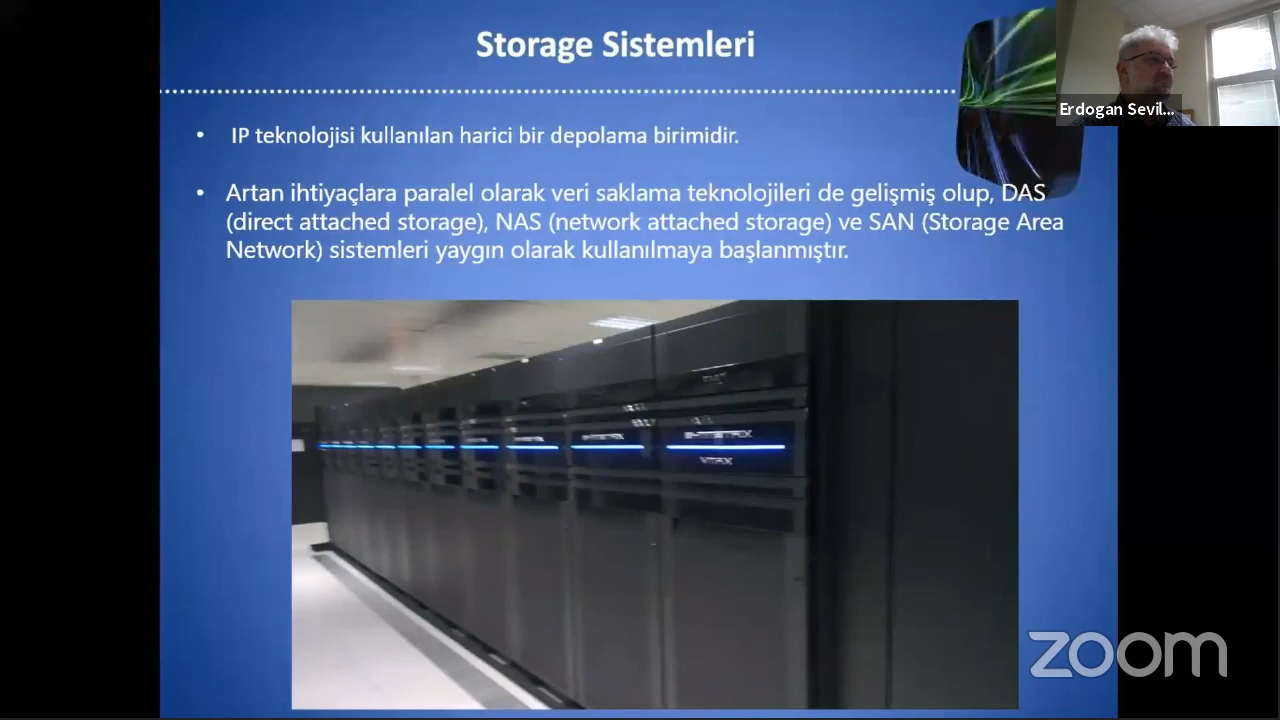 Storage Sistemleri
Erdogan Sevil...
• IP teknolojisi kullanılan harici bir depolama birimidir.
• Artan ihtiyaçlara paralel olarak veri saklama teknolojileri de gelişmiş olup, DAS
(direct attached storage), NAS (network attached storage) ve SAN (Storage Area
Network) sistemleri yaygın olarak kullanılmaya başlanmıştır.
VMAX
zoom